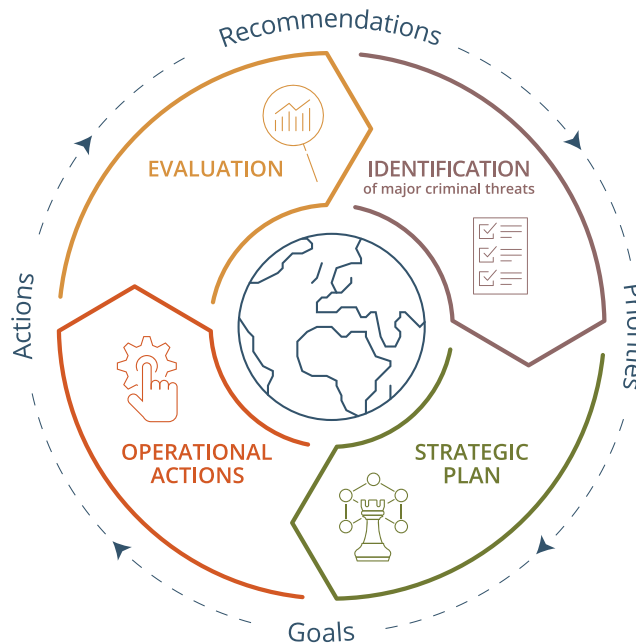 Recommendations
EVALUATION
IDENTIFICATION
of major criminal threats
Priorities
STRATEGIC
PLAN
Goals
OPERATIONAL
ACTIONS
Actions